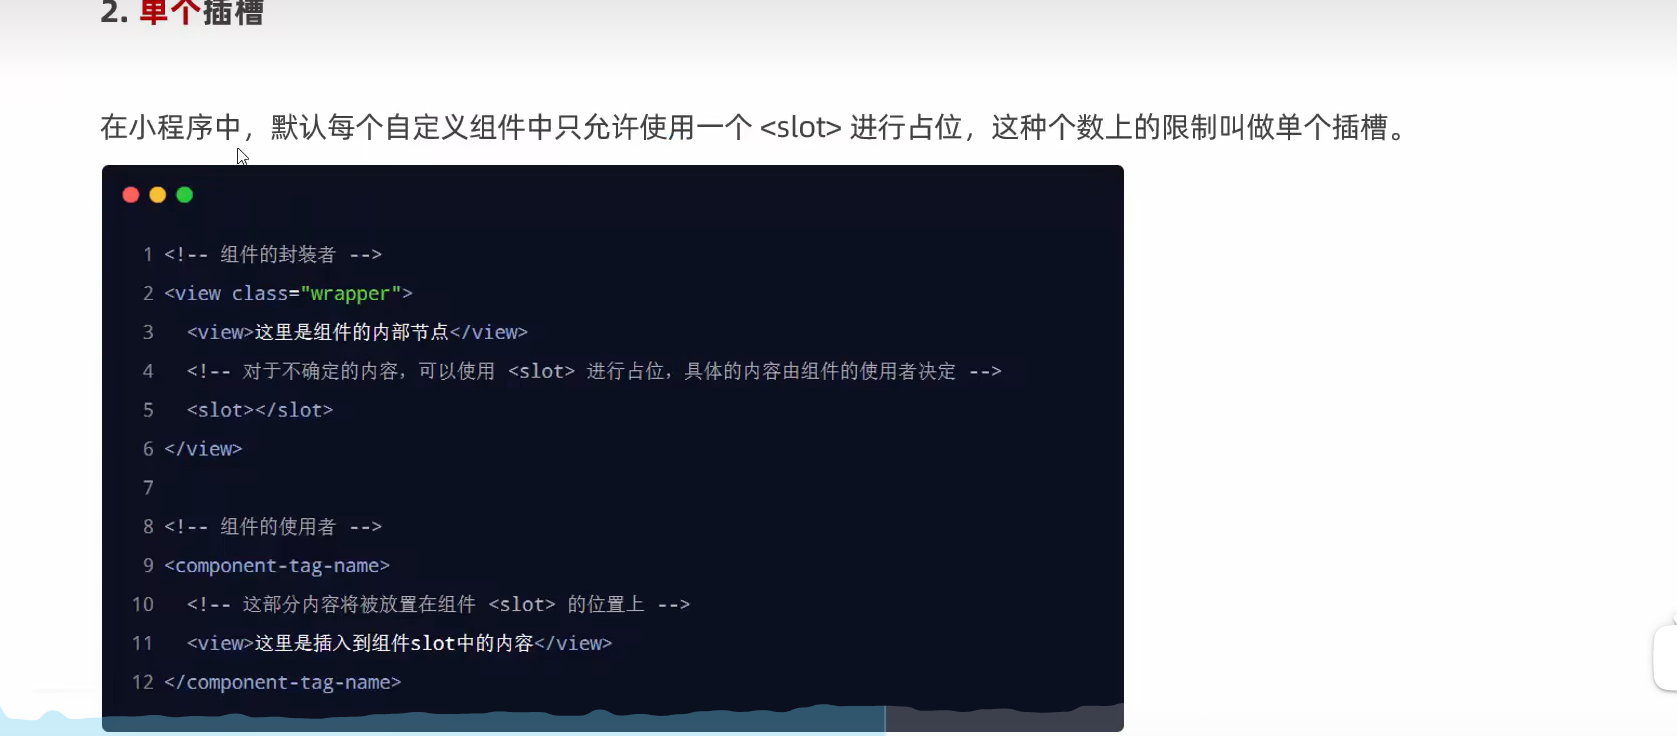 2. 单个插槽
在小程序中，默认每个自定义组件中只允许使用一个 <slot> 进行占位，这种个数上的限制叫做单个插槽。
1 <!-- 组件的封装者 -->
2 <view class="wrapper">
3 <view>这里是组件的内部节点</view>
4 <!-- 对于不确定的内容，可以使用 <slot> 进行占位，具体的内容由组件的使用者决定 -->
5 <slot></slot>
6 </view>
7
8 <!-- 组件的使用者 -->
9 <component-tag-name>
10 <!-- 这部分内容将被放置在组件 <slot> 的位置上 -->
11 <view>这里是插入到组件slot中的内容</view>
12 </component-tag-name>